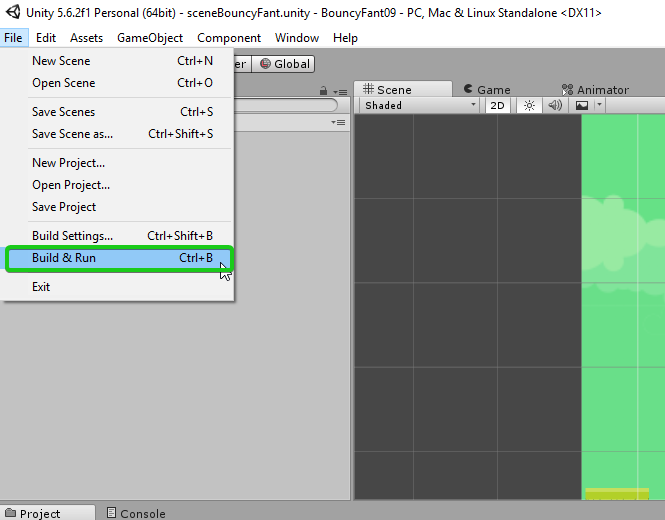 Unity 5.6.2f1 Personal (64bit) - sceneBouncyFant.unity - BouncyFant09 - PC, Mac & Linux Standalone <DX11>
File Edit Assets GameObject Component Window Help
New Scene Ctrl+N
er Global
Open Scene Ctrl+O
Scene Game Animator
Shaded 2D
Save Scenes Ctrl+S
Save Scene as... Ctrl+Shift+S
New Project...
Open Project...
Save Project
Build Settings... Ctrl+Shift+B
Build & Run Ctrl+B
Exit
Project Console